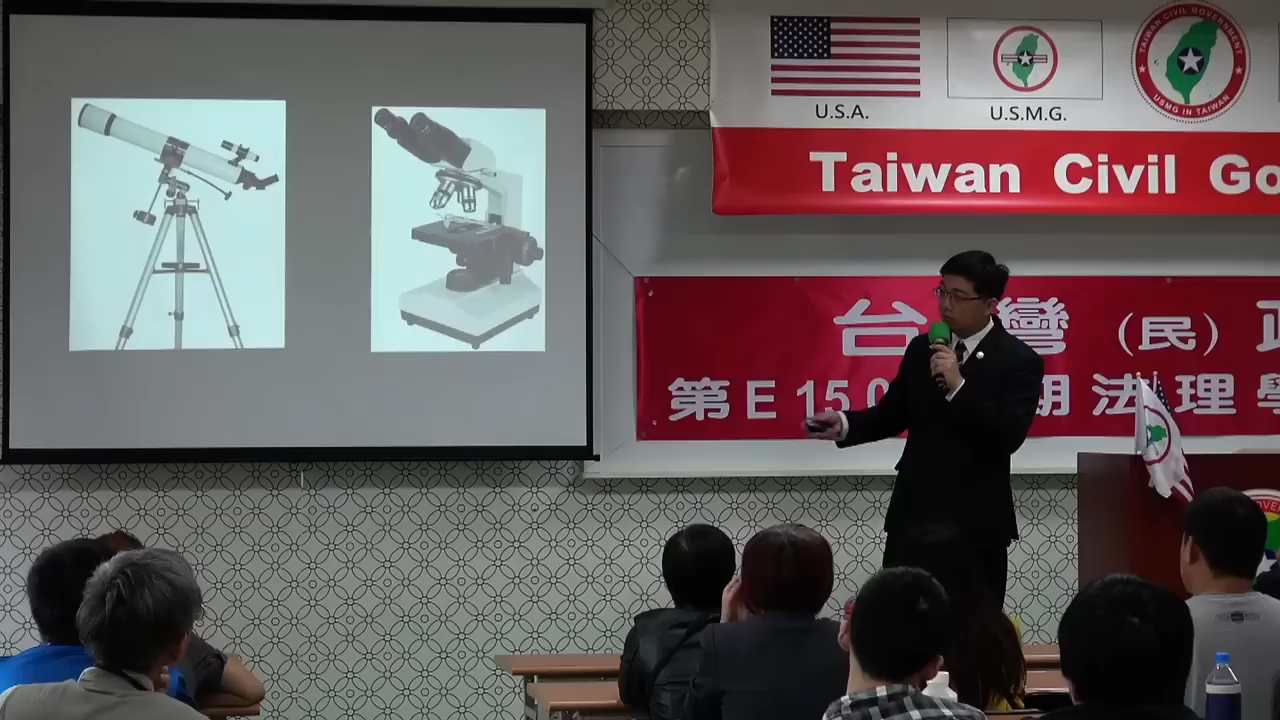 U.S.A.
U.S.M.G.
TAIWAN CIVIL GOVERNMENT
USMG IN TAIWAN
Taiwan Civil Go
台灣（民）政
第E15.0 期法理學